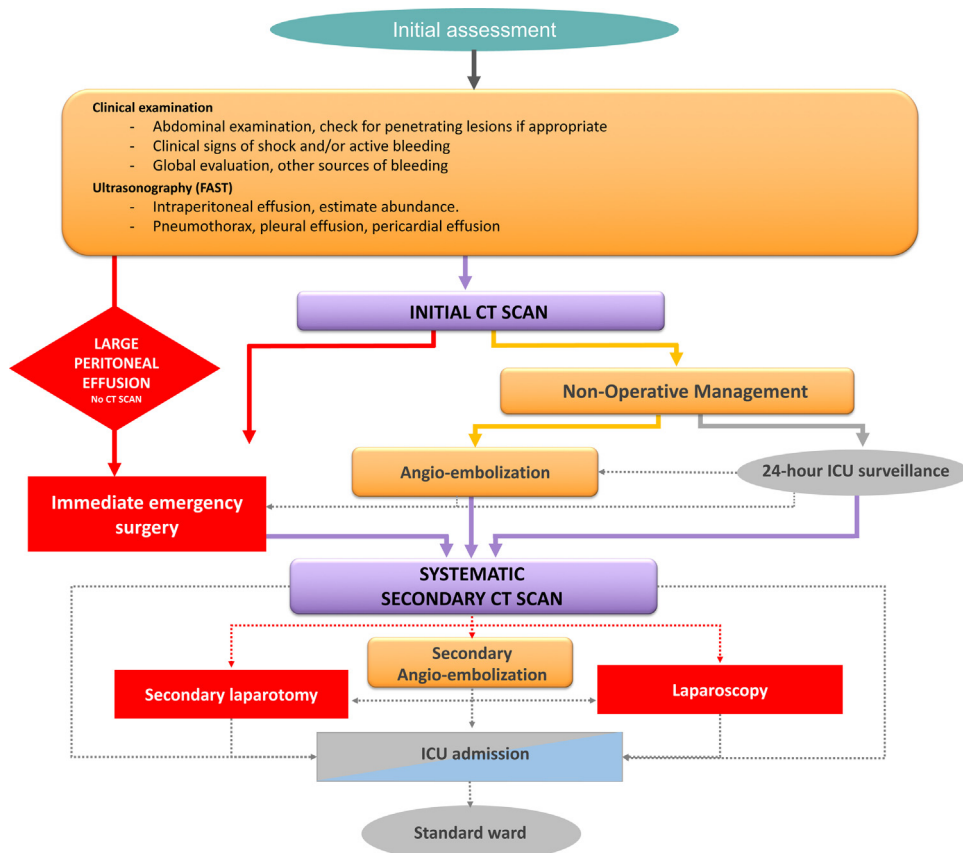 Initial assessment
Clinical examination
- Abdominal examination, check for penetrating lesions if appropriate
- Clinical signs of shock and/or active bleeding
- Global evaluation, other sources of bleeding
Ultrasonography (FAST)
- Intraperitoneal effusion, estimate abundance.
- Pneumothorax, pleural effusion, pericardial effusion
INITIAL CT SCAN
LARGE
PERITONEAL
EFFUSION
No CT SCAN
Non-Operative Management
Angio-embolization
24-hour ICU surveillance
Immediate emergency
surgery
SYSTEMATIC
SECONDARY CT SCAN
Secondary
Angio-embolization
Secondary laparotomy
Laparoscopy
ICU admission
Standard ward